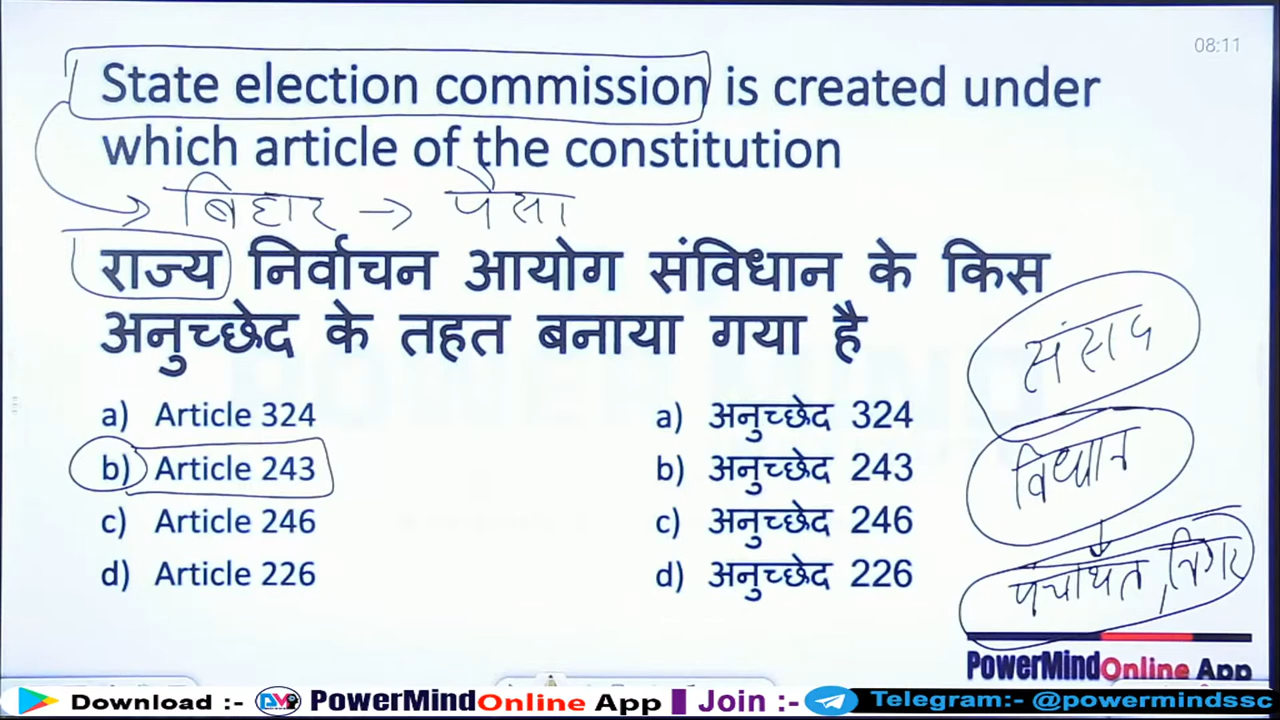 08:11
State election commission is created under
which article of the constitution
बिहार → पैसा
राज्य निर्वाचन आयोग संविधान के किस
अनुच्छेद के तहत बनाया गया है
संसद
a) Article 324
a) अनुच्छेद 324
b) Article 243
b) अनुच्छेद 243
विधान
c) Article 246
c) अनुच्छेद 246
d) Article 226
d) अनुच्छेद 226
पंचायत,
PowerMindOnline App
Download :- PowerMindOnline App Join :- Telegram:- @powermindssc